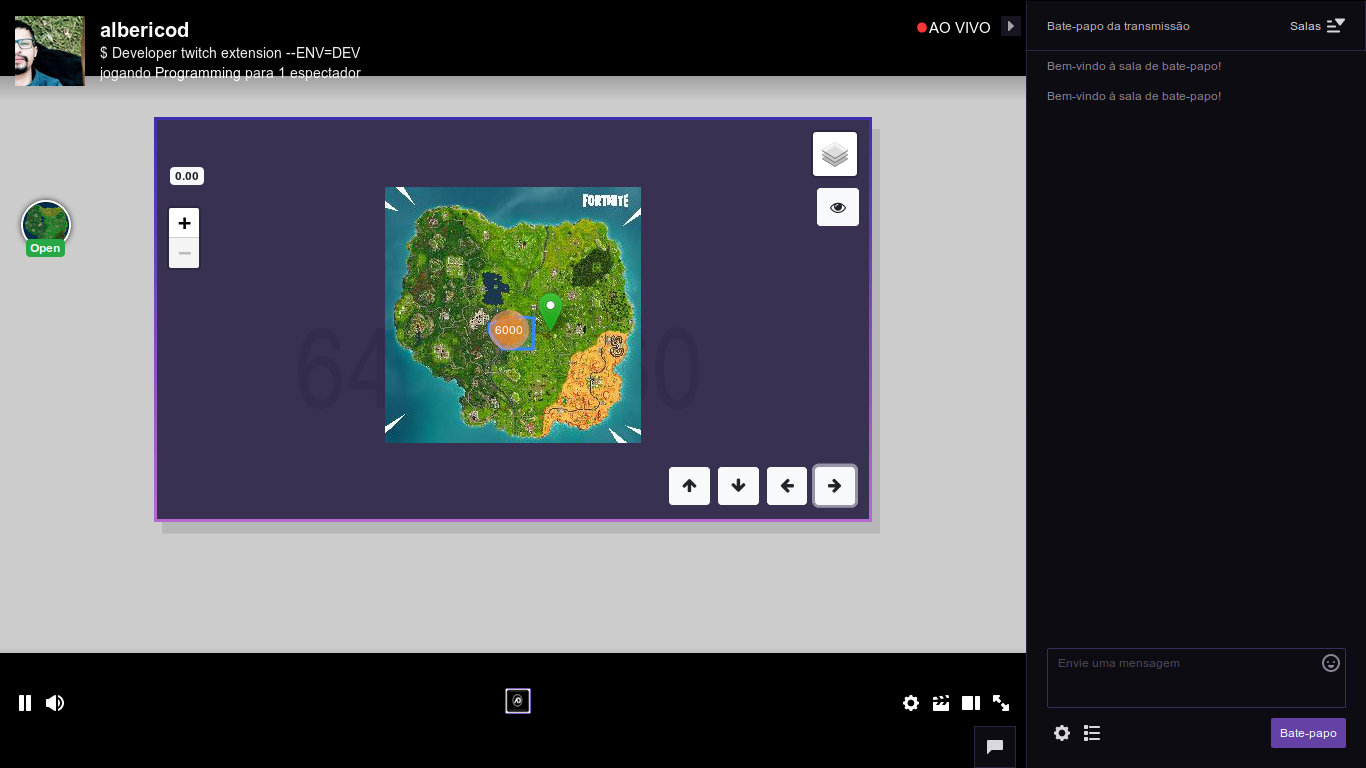 albericod
$ Developer twitch extension --ENV=DEV
jogando Programming para 1 espectador
AO VIVO
Bate-papo da transmissão
Salas
Bem-vindo à sala de bate-papo!
Bem-vindo à sala de bate-papo!
0.00
FORTNITE
+
−
Open
6000
64
0
Envie uma mensagem
Bate-papo